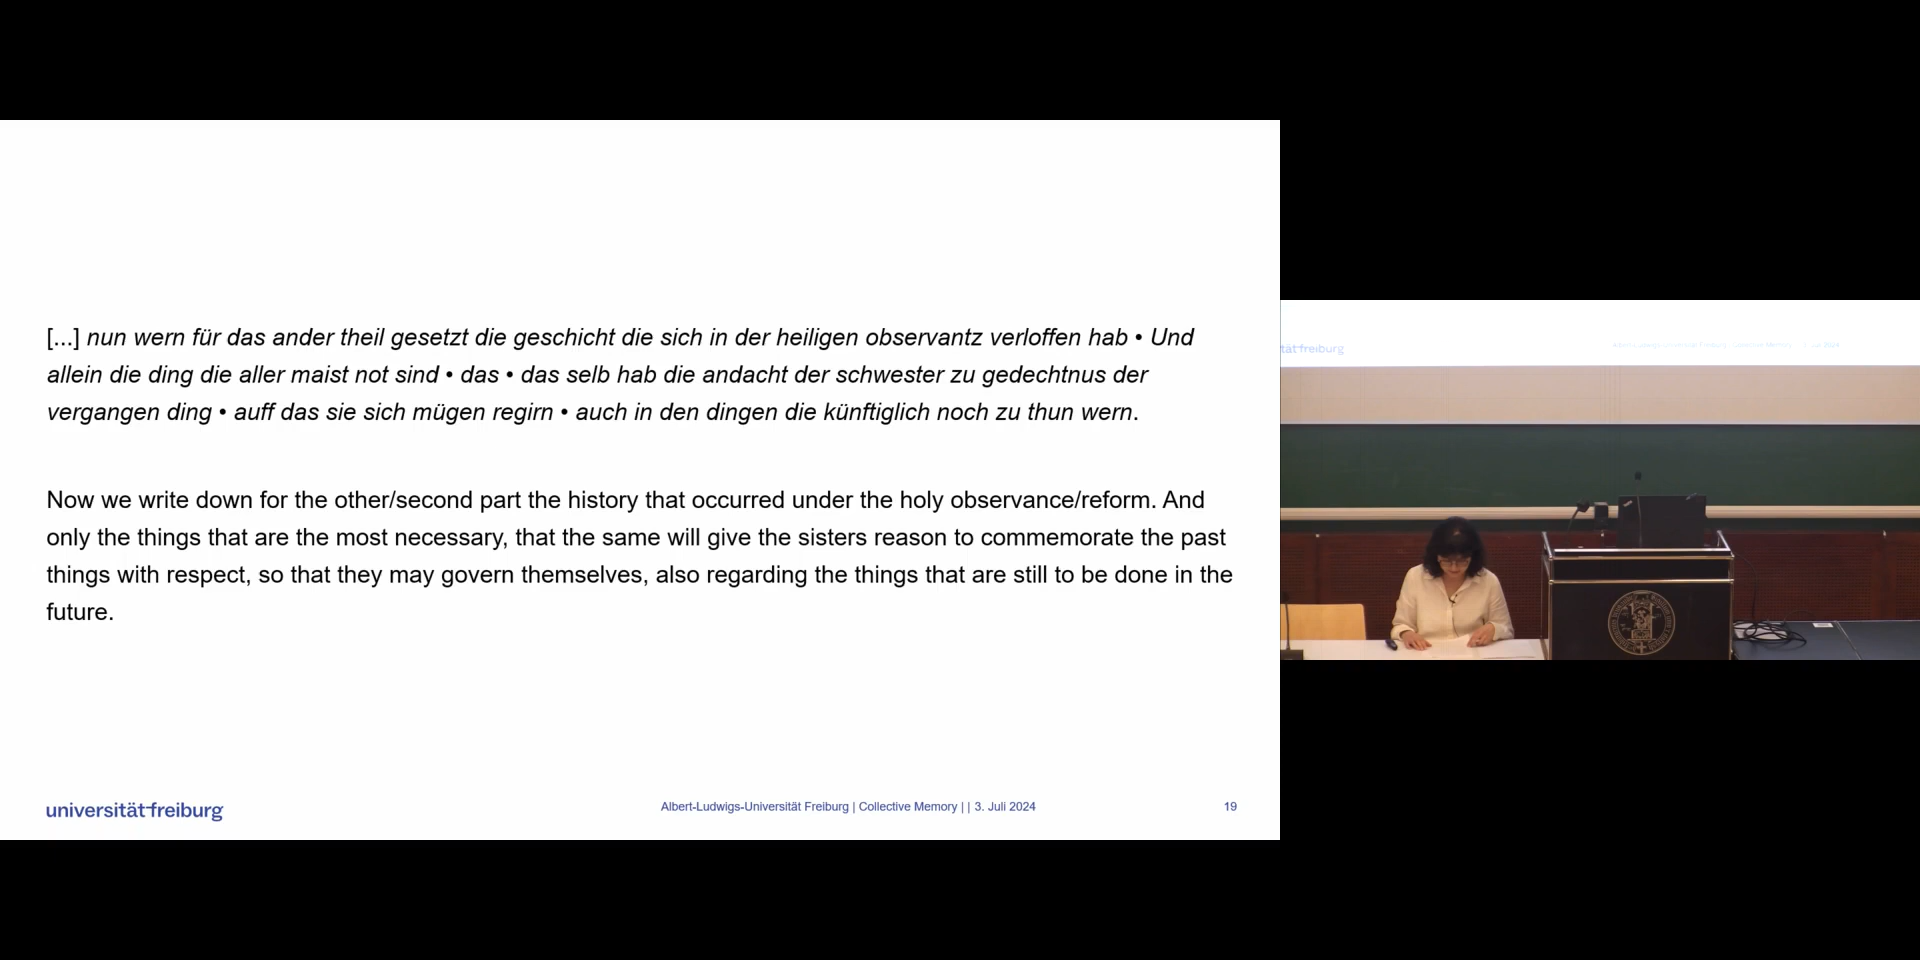 [...] nun wern für das ander theil gesetzt die geschicht die sich in der heiligen observantz verloffen hab • Und
allein die ding die aller maist not sind • das • das selb hab die andacht der schwester zu gedechtnus der
vergangen ding • auff das sie sich mügen regirn • auch in den dingen die künftiglich noch zu thun wern.
Now we write down for the other/second part the history that occurred under the holy observance/reform. And
only the things that are the most necessary, that the same will give the sisters reason to commemorate the past
things with respect, so that they may govern themselves, also regarding the things that are still to be done in the
future.
universität freiburg
Albert-Ludwigs-Universität Freiburg | Collective Memory | | 3. Juli 2024
19
tät freiburg